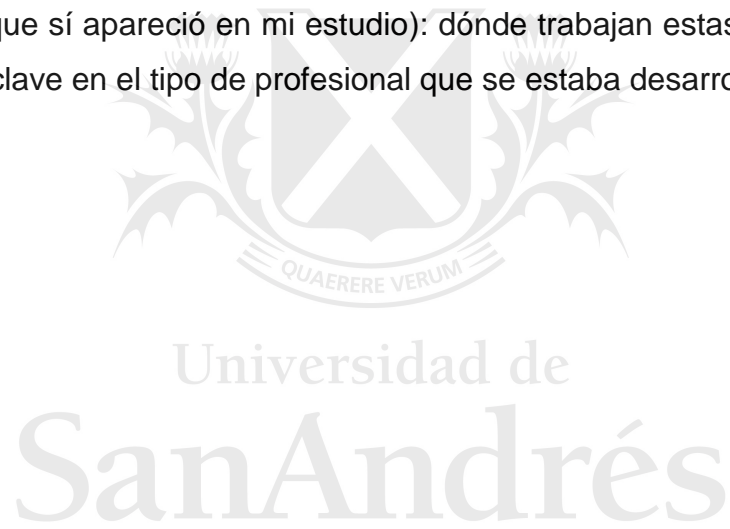 que sí apareció en mi estudio): dónde trabajan estas
clave en el tipo de profesional que se estaba
QUAERERE VERUM
Universidad de
SanAndrés